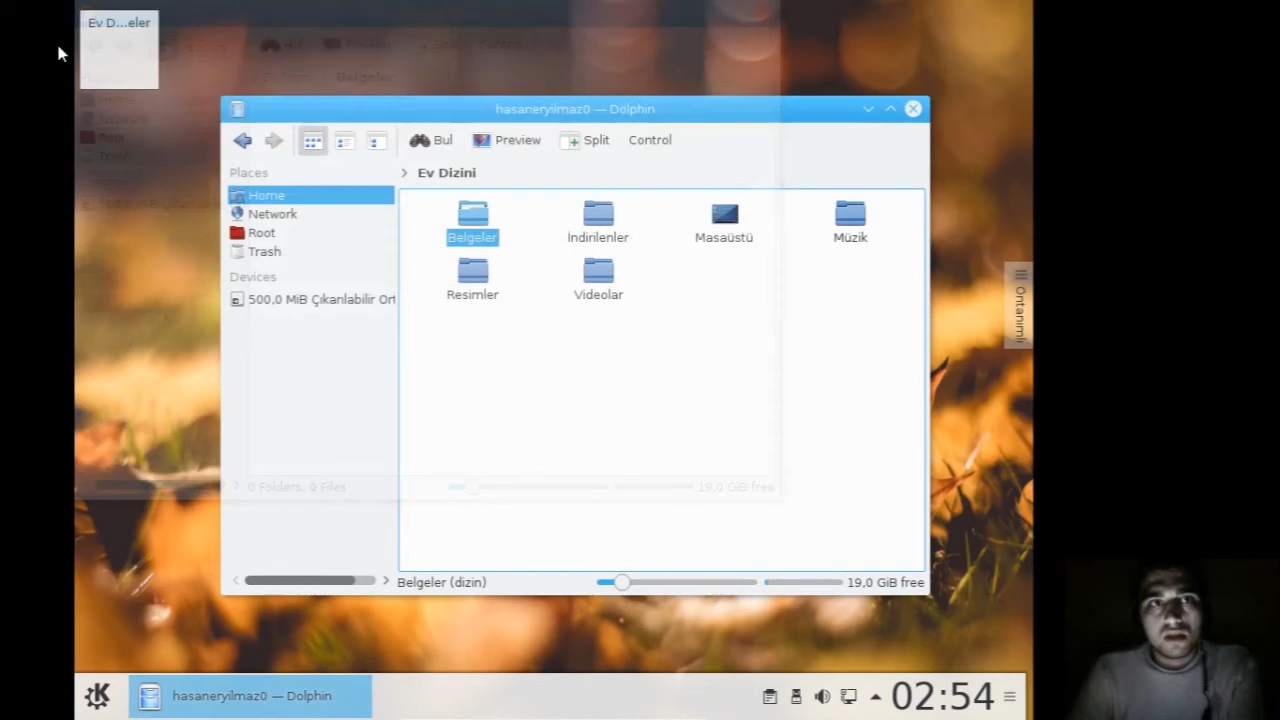 Ev D...eler
hasaneryilmaz0 — Dolphin
Bul Preview Split Control
Places
Ev Dizini
Home
Network
Root
Trash
Devices
500,0 MiB Çıkarılabilir Ort
Belgeler İndirilenler Masaüstü Müzik
Resimler Videolar
0 Folders, 0 Files 19,0 GiB free
Belgeler (dizin) 19,0 GiB free
Öntanımlı
hasaneryilmaz0 — Dolphin
02:54